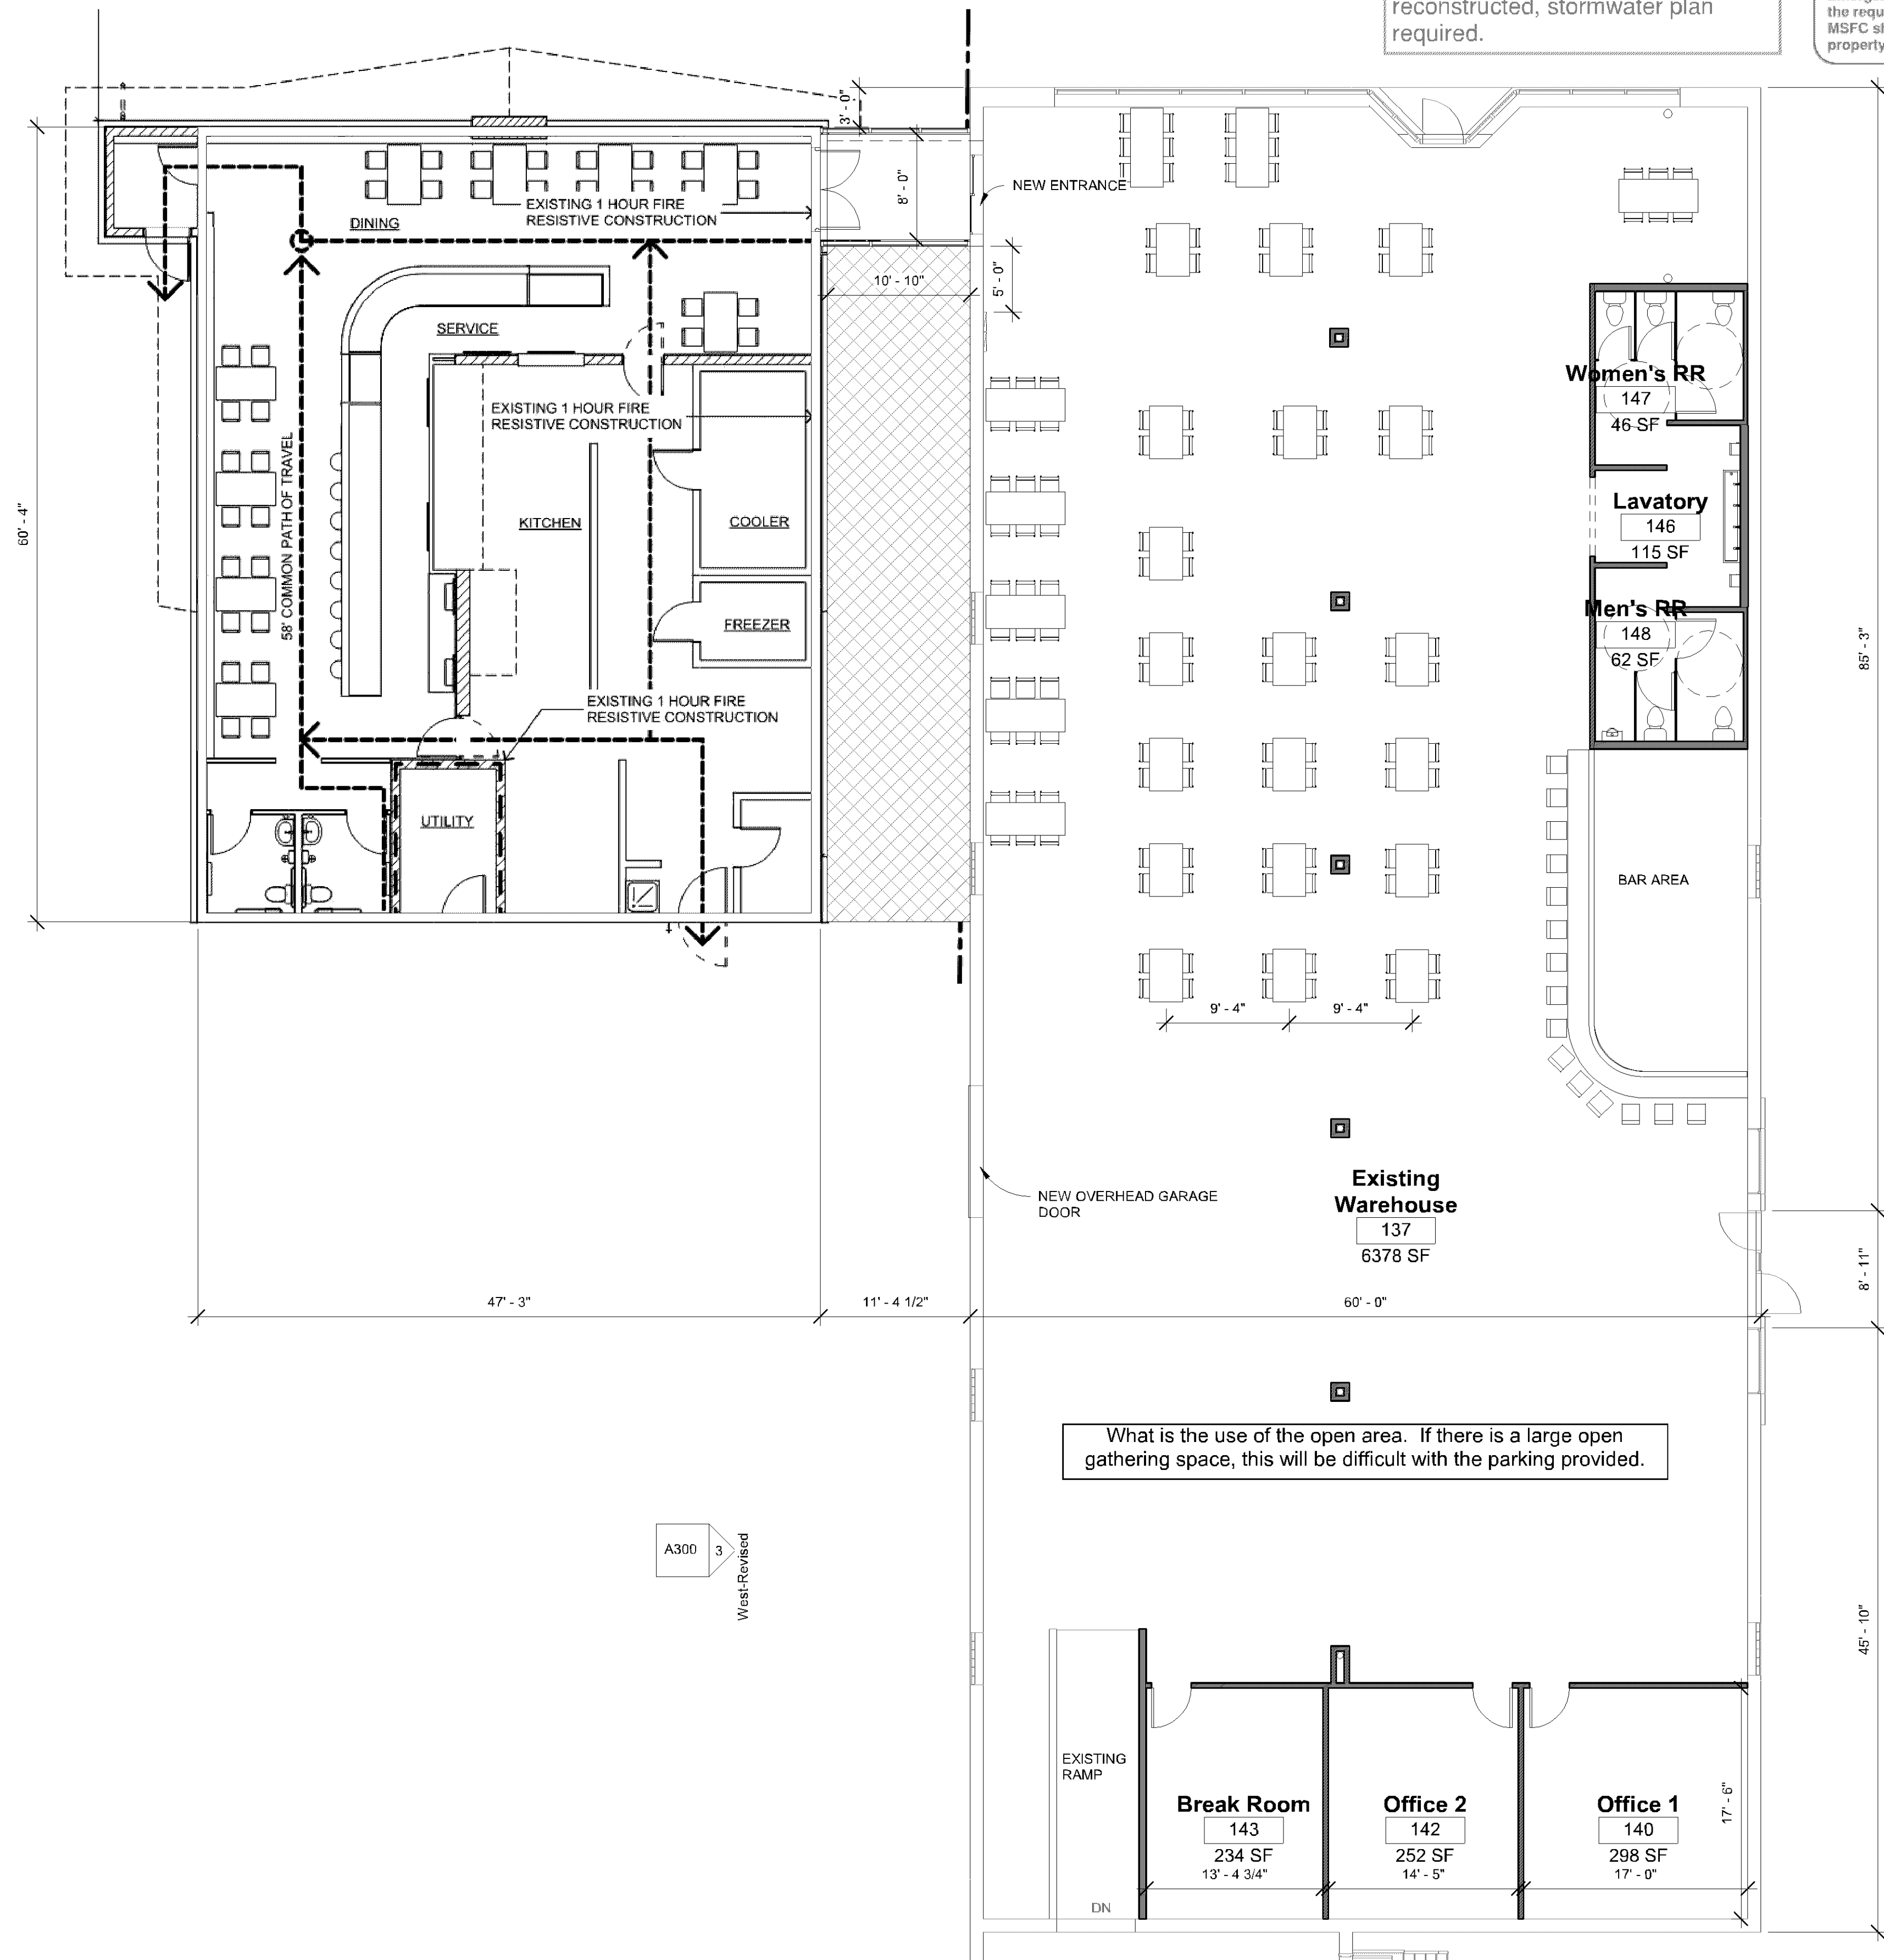 reconstructed, stormwater plan
required.
the requ
MSFC sh
property
3' - 0"
8' - 0"
NEW ENTRANCE
EXISTING 1 HOUR FIRE
RESISTIVE CONSTRUCTION
DINING
10' - 10"
5' - 0"
SERVICE
Women's RR
147
46 SF
EXISTING 1 HOUR FIRE
RESISTIVE CONSTRUCTION
58' COMMON PATH OF TRAVEL
60' - 4"
KITCHEN
COOLER
Lavatory
146
115 SF
FREEZER
Men's RR
148
62 SF
85' - 3"
EXISTING 1 HOUR FIRE
RESISTIVE CONSTRUCTION
UTILITY
BAR AREA
9' - 4"
9' - 4"
NEW OVERHEAD GARAGE
DOOR
Existing
Warehouse
137
6378 SF
8' - 11"
47' - 3"
11' - 4 1/2"
60' - 0"
What is the use of the open area. If there is a large open
gathering space, this will be difficult with the parking provided.
A300
3
West-Revised
45' - 10"
EXISTING
RAMP
Break Room
143
234 SF
13' - 4 3/4"
Office 2
142
252 SF
14' - 5"
Office 1
140
298 SF
17' - 0"
17' - 6"
DN